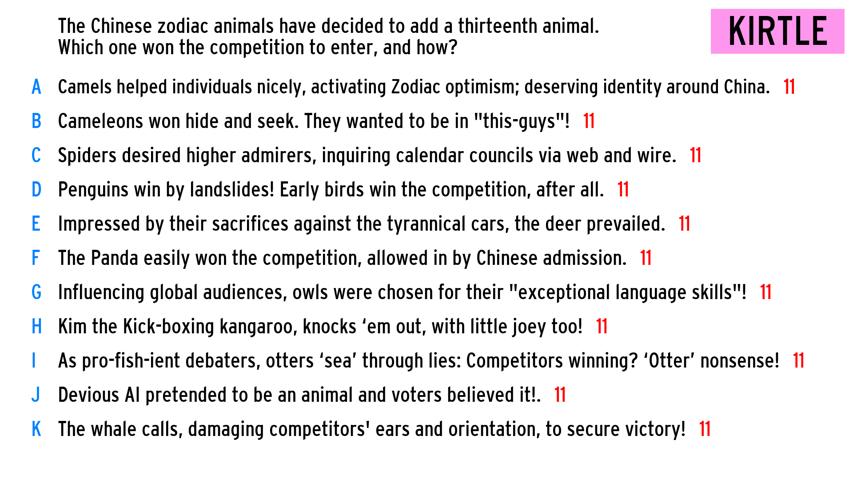 The Chinese zodiac animals have decided to add a thirteenth animal.
Which one won the competition to enter, and how?
KIRTLE
A Camels helped individuals nicely, activating Zodiac optimism; deserving identity around China. 11
B Cameleons won hide and seek. They wanted to be in "this-guys"! 11
C Spiders desired higher admirers, inquiring calendar councils via web and wire. 11
D Penguins win by landslides! Early birds win the competition, after all. 11
E Impressed by their sacrifices against the tyrannical cars, the deer prevailed. 11
F The Panda easily won the competition, allowed in by Chinese admission. 11
G Influencing global audiences, owls were chosen for their "exceptional language skills"! 11
H Kim the Kick-boxing kangaroo, knocks ‘em out, with little joey too! 11
I As pro-fish-ient debaters, otters ‘sea’ through lies: Competitors winning? ‘Otter’ nonsense! 11
J Devious AI pretended to be an animal and voters believed it!. 11
K The whale calls, damaging competitors' ears and orientation, to secure victory! 11